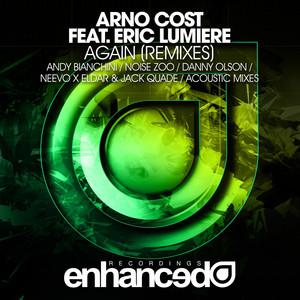 ARNO COST
FEAT. ERIC LUMIERE
AGAIN (REMIXES)
ANDY BIANCHINI / NOISE ZOO / DANNY OLSON /
NEEVO X ELDAR & JACK QUADE / ACOUSTIC MIXES
RECORDINGS
enhanced